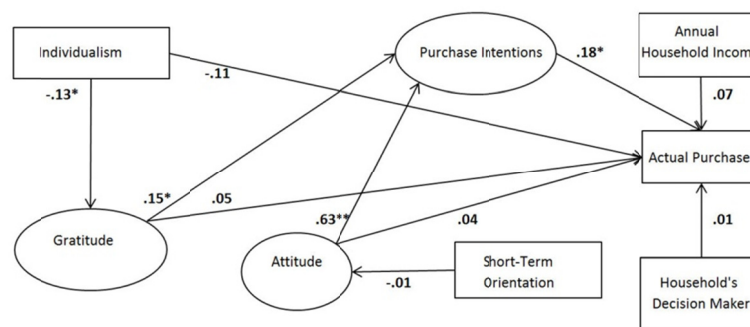 Individualism
Purchase Intentions
Annual
Household Incom
-.13*
-.11
.18*
.07
Actual Purchase
.15*
.05
.63**
.04
.01
Gratitude
Attitude
-.01
Short-Term
Orientation
Household's
Decision Maker